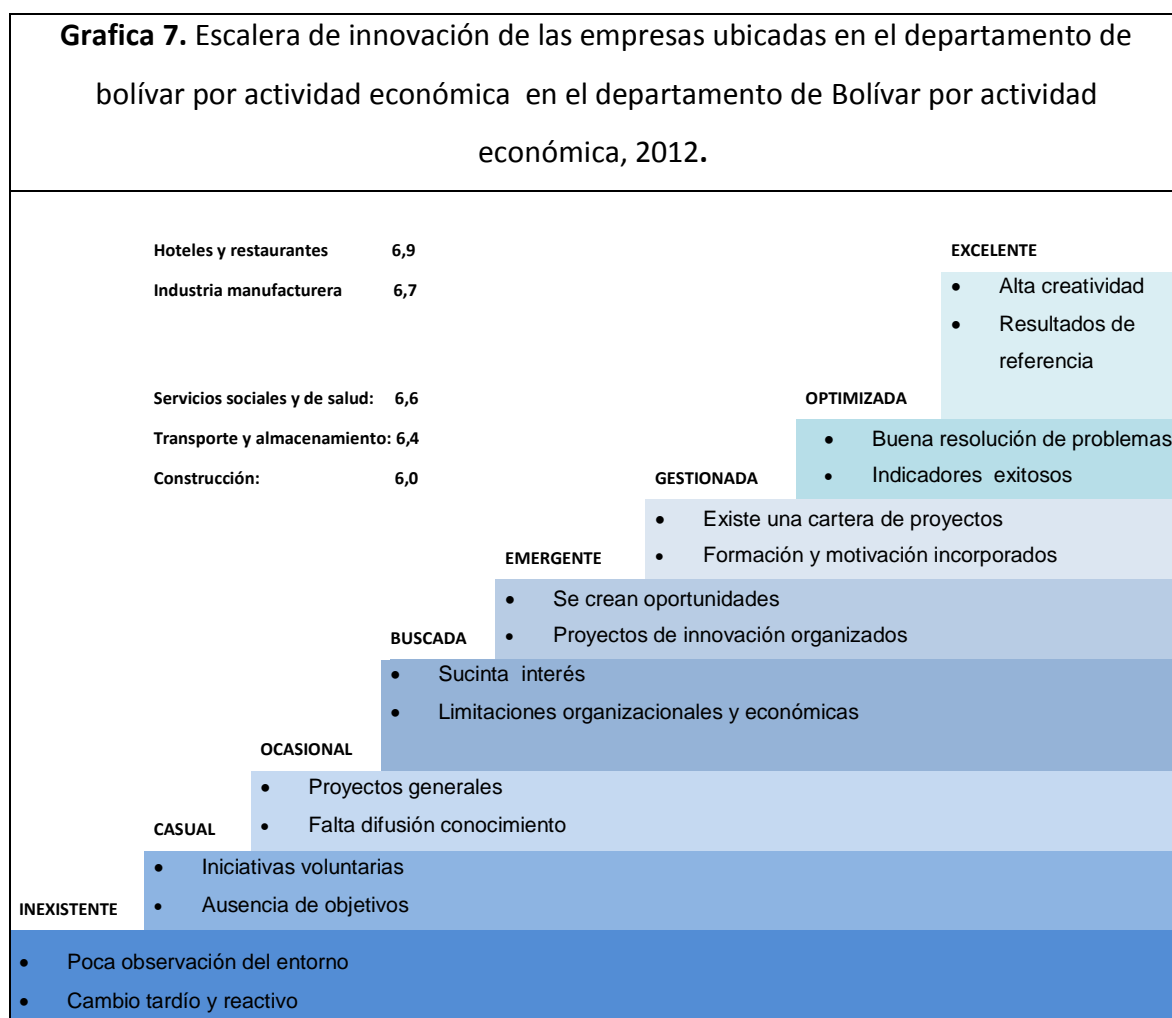 Grafica 7. Escalera de innovación de las empresas ubicadas en el departamento de
bolívar por actividad económica en el departamento de Bolívar por actividad
económica, 2012.
Hoteles y restaurantes 6,9
EXCELENTE
Industria manufacturera 6,7
• Alta creatividad
• Resultados de
referencia
Servicios sociales y de salud: 6,6
OPTIMIZADA
Transporte y almacenamiento: 6,4
• Buena resolución de problemas
Construcción: 6,0
GESTIONADA
• Indicadores exitosos
• Existe una cartera de proyectos
EMERGENTE
• Formación y motivación incorporados
• Se crean oportunidades
BUSCADA
• Proyectos de innovación organizados
• Sucinta interés
• Limitaciones organizacionales y económicas
OCASIONAL
• Proyectos generales
CASUAL
• Falta difusión conocimiento
• Iniciativas voluntarias
INEXISTENTE
• Ausencia de objetivos
• Poca observación del entorno
• Cambio tardío y reactivo